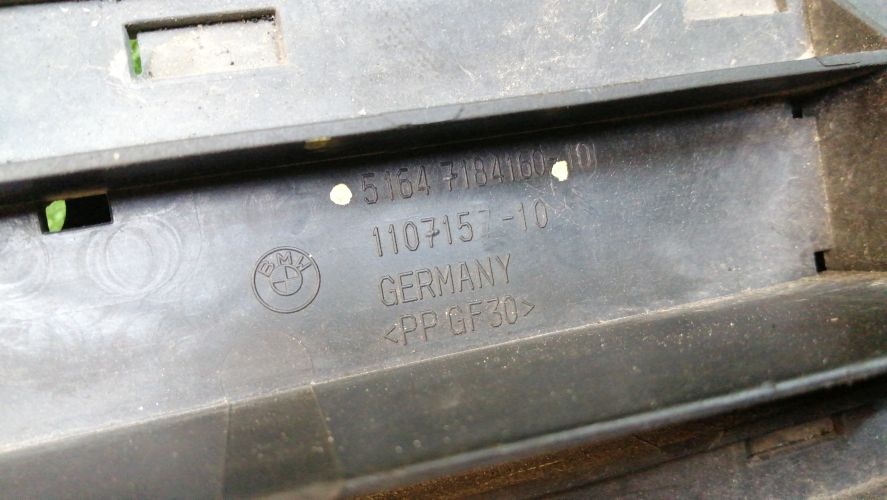 5164 7184160-10
1107157-10
BMW
GERMANY
<PP GF30>